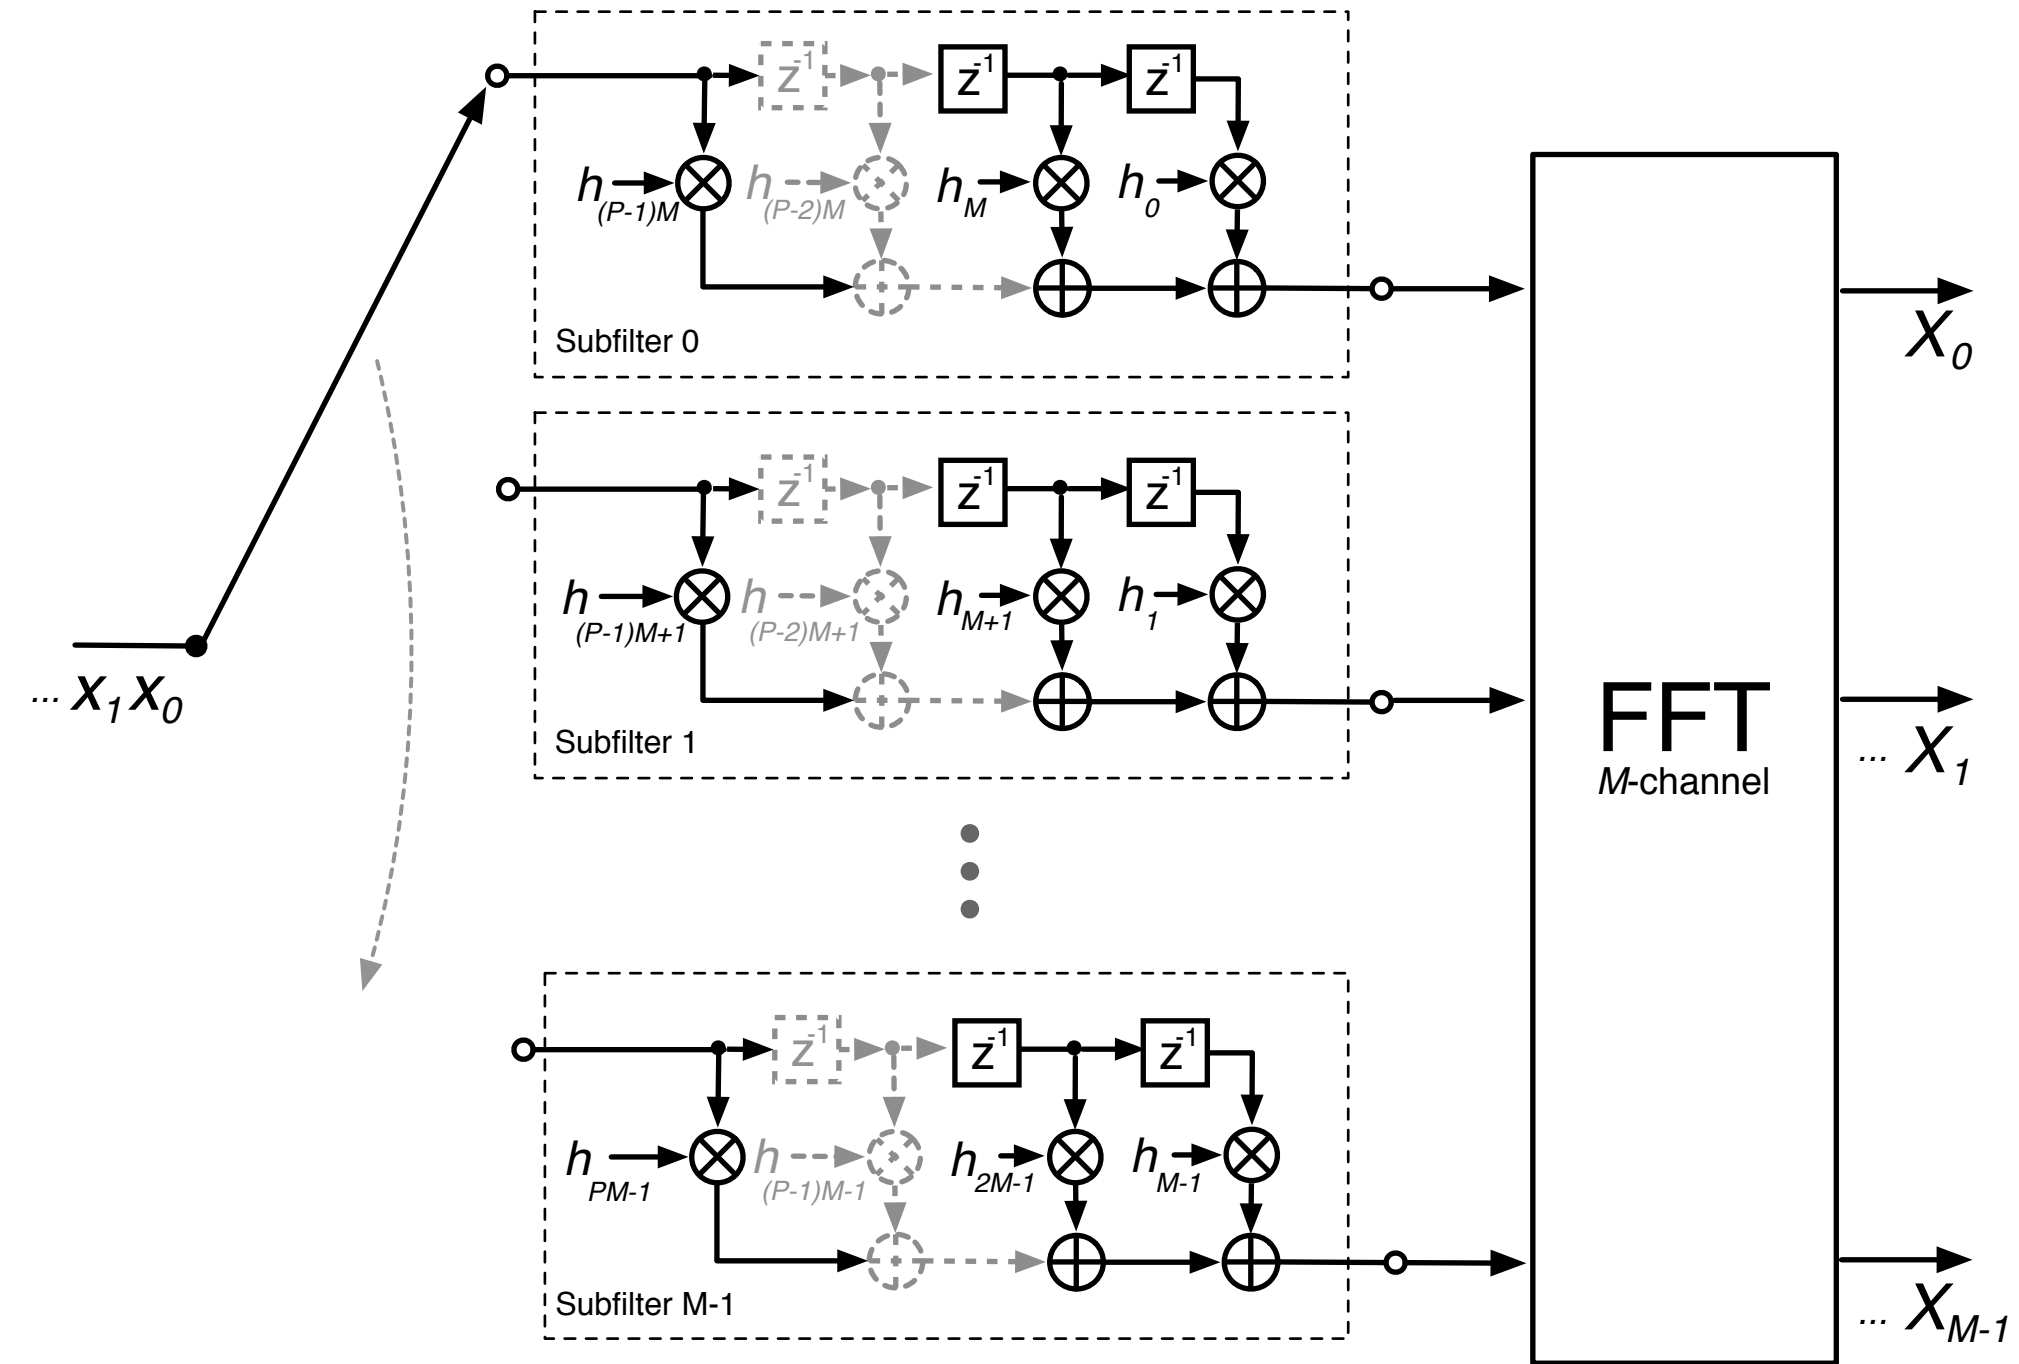 z⁻¹ z⁻¹ z⁻¹
h(P-1)M h(P-2)M hM h0
Subfilter 0
X0
z⁻¹ z⁻¹ z⁻¹
h(P-1)M+1 h(P-2)M+1 hM+1 h1
... x1 x0
Subfilter 1
FFT
M-channel
... X1
z⁻¹ z⁻¹ z⁻¹
hPM-1 h(P-1)M-1 h2M-1 hM-1
Subfilter M-1
... XM-1